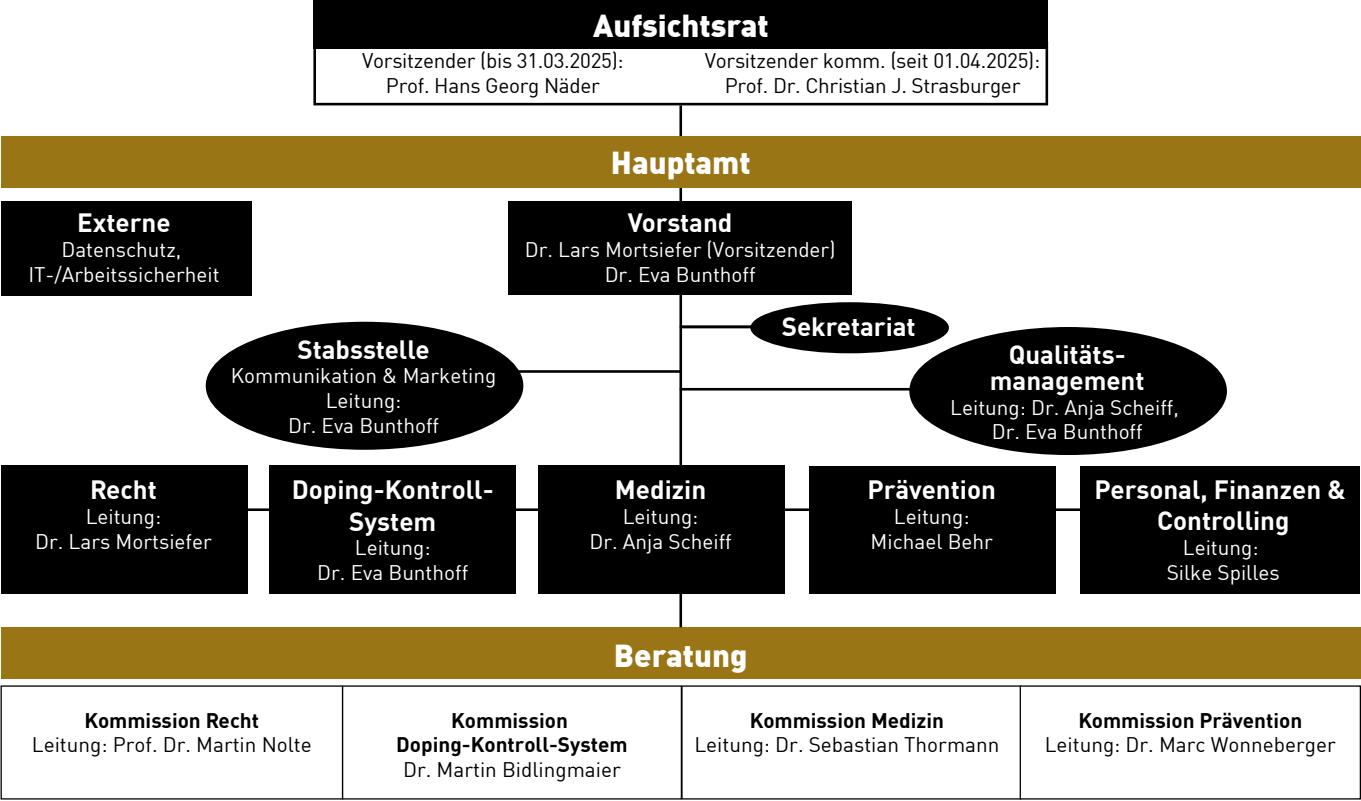 Aufsichtsrat
Vorsitzender (bis 31.03.2025):
Prof. Hans Georg Näder
Vorsitzender komm. (seit 01.04.2025):
Prof. Dr. Christian J. Strasburger
Hauptamt
Externe
Datenschutz,
IT-/Arbeitssicherheit
Vorstand
Dr. Lars Mortsiefer (Vorsitzender)
Dr. Eva Bunthoff
Sekretariat
Stabsstelle
Kommunikation & Marketing
Leitung:
Dr. Eva Bunthoff
Qualitäts-
management
Leitung: Dr. Anja Scheiff,
Dr. Eva Bunthoff
Recht
Leitung:
Dr. Lars Mortsiefer
Doping-Kontroll-
System
Leitung:
Dr. Eva Bunthoff
Medizin
Leitung:
Dr. Anja Scheiff
Prävention
Leitung:
Michael Behr
Personal, Finanzen &
Controlling
Leitung:
Silke Spilles
Beratung
Kommission Recht
Leitung: Prof. Dr. Martin Nolte
Kommission
Doping-Kontroll-System
Dr. Martin Bidlingmaier
Kommission Medizin
Leitung: Dr. Sebastian Thormann
Kommission Prävention
Leitung: Dr. Marc Wonneberger